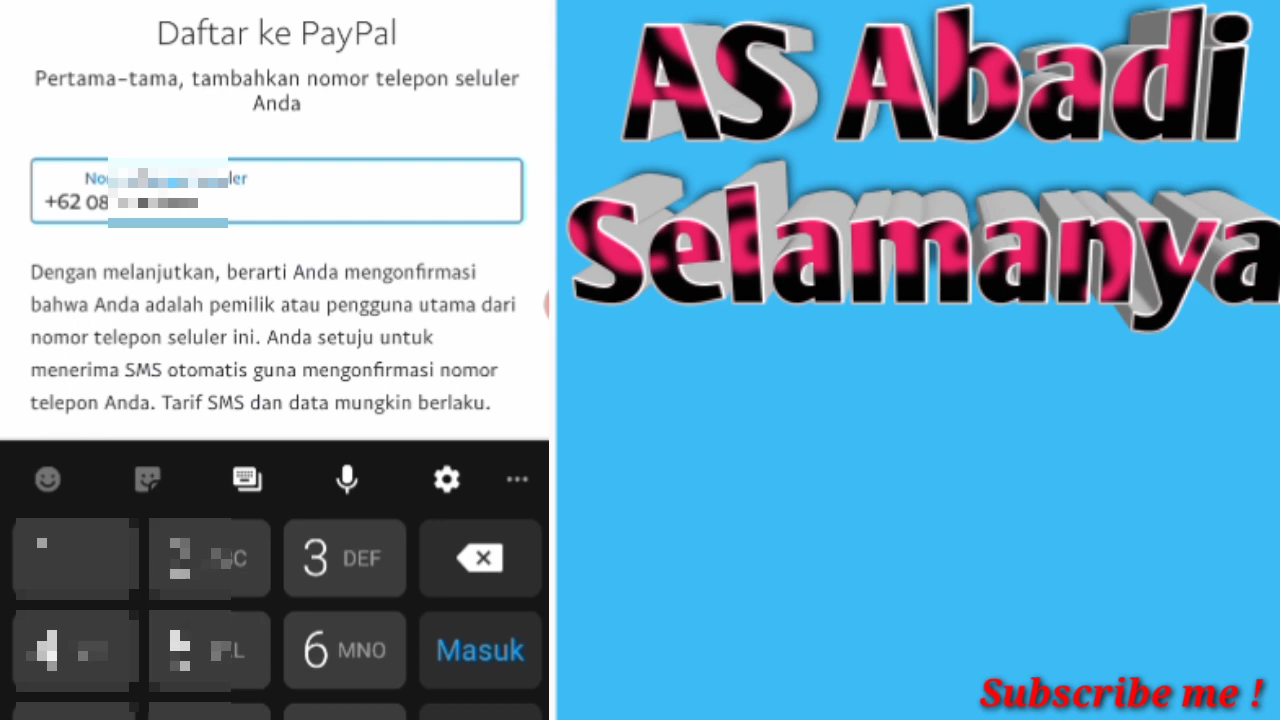 Daftar ke PayPal
Pertama-tama, tambahkan nomor telepon seluler
Anda
+62 08
Dengan melanjutkan, berarti Anda mengonfirmasi
bahwa Anda adalah pemilik atau pengguna utama dari
nomor telepon seluler ini. Anda setuju untuk
menerima SMS otomatis guna mengonfirmasi nomor
telepon Anda. Tarif SMS dan data mungkin berlaku.
3 DEF
6 MNO
Masuk
AS Abadi
Selamanya
Subscribe me !